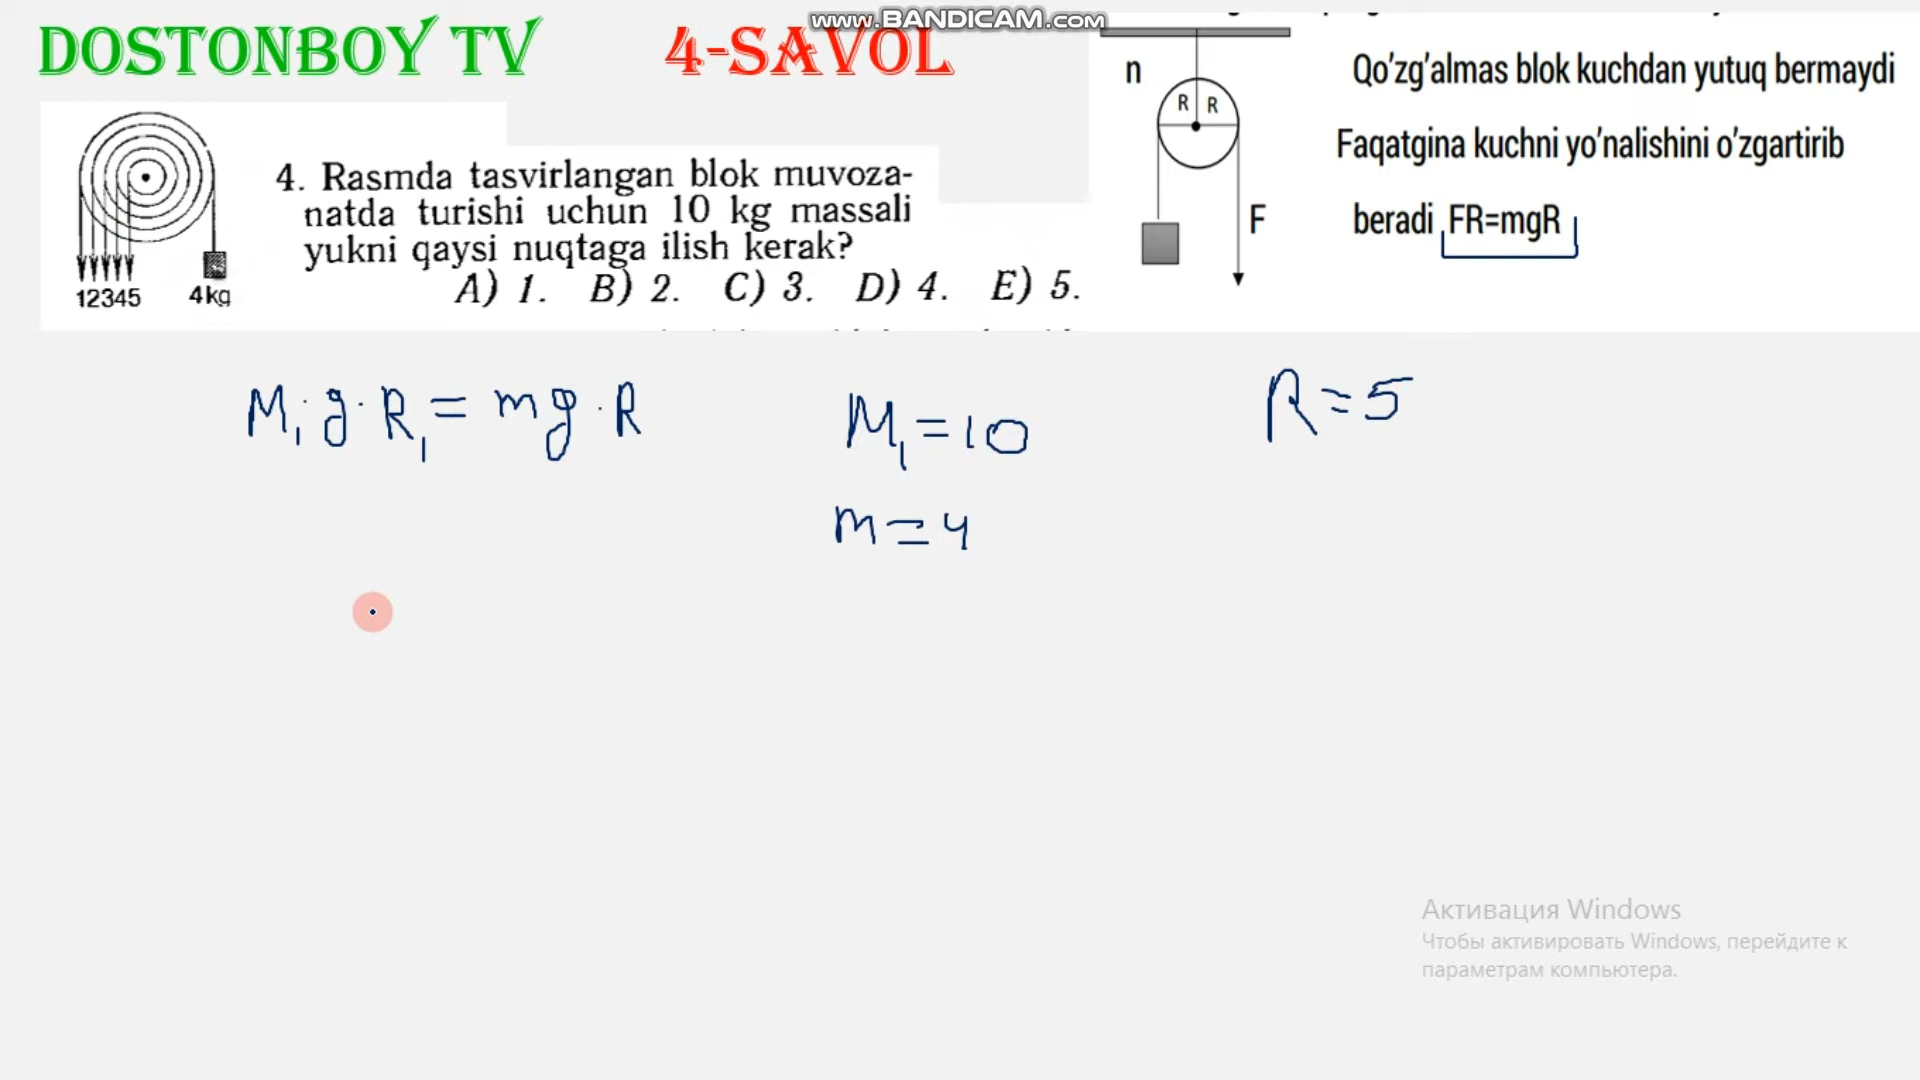 www.BANDICAM.com
DOSTONBOY TV
4-SAVOL
12345
4kg
4. Rasmda tasvirlangan blok muvoza-
natda turishi uchun 10 kg massali
yukni qaysi nuqtaga ilish kerak?
A) 1. B) 2. C) 3. D) 4. E) 5.
n
R R
F
Qo’zg’almas blok kuchdan yutuq bermaydi
Faqatgina kuchni yo’nalishini o’zgartirib
beradi FR=mgR
M₁·g·R₁=mg·R
M₁=10
R=5
m=4
Активация Windows
Чтобы активировать Windows, перейдите к
параметрам компьютера.